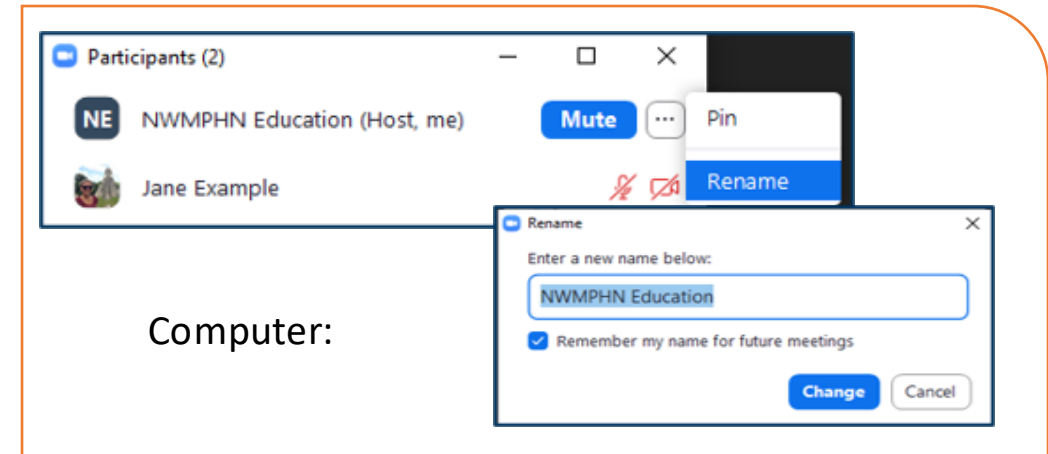 Participants (2)
NE NWMPHN Education (Host, me) Mute ... Pin
Jane Example Rename
Rename
Enter a new name below:
NWMPHN Education
Computer:
Remember my name for future meetings
Change Cancel